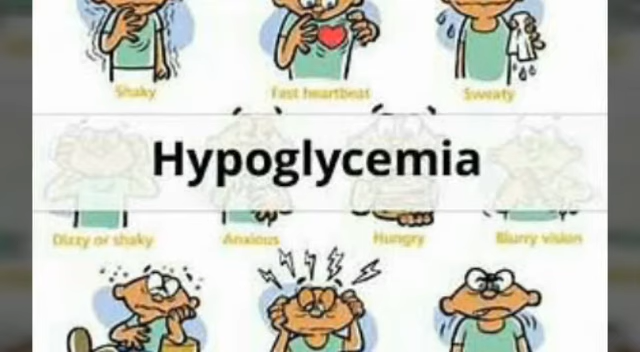 Shaky Fast heartbeat Sweaty
Hypoglycemia
Dizzy or shaky Anxious Hungry Blurry vision